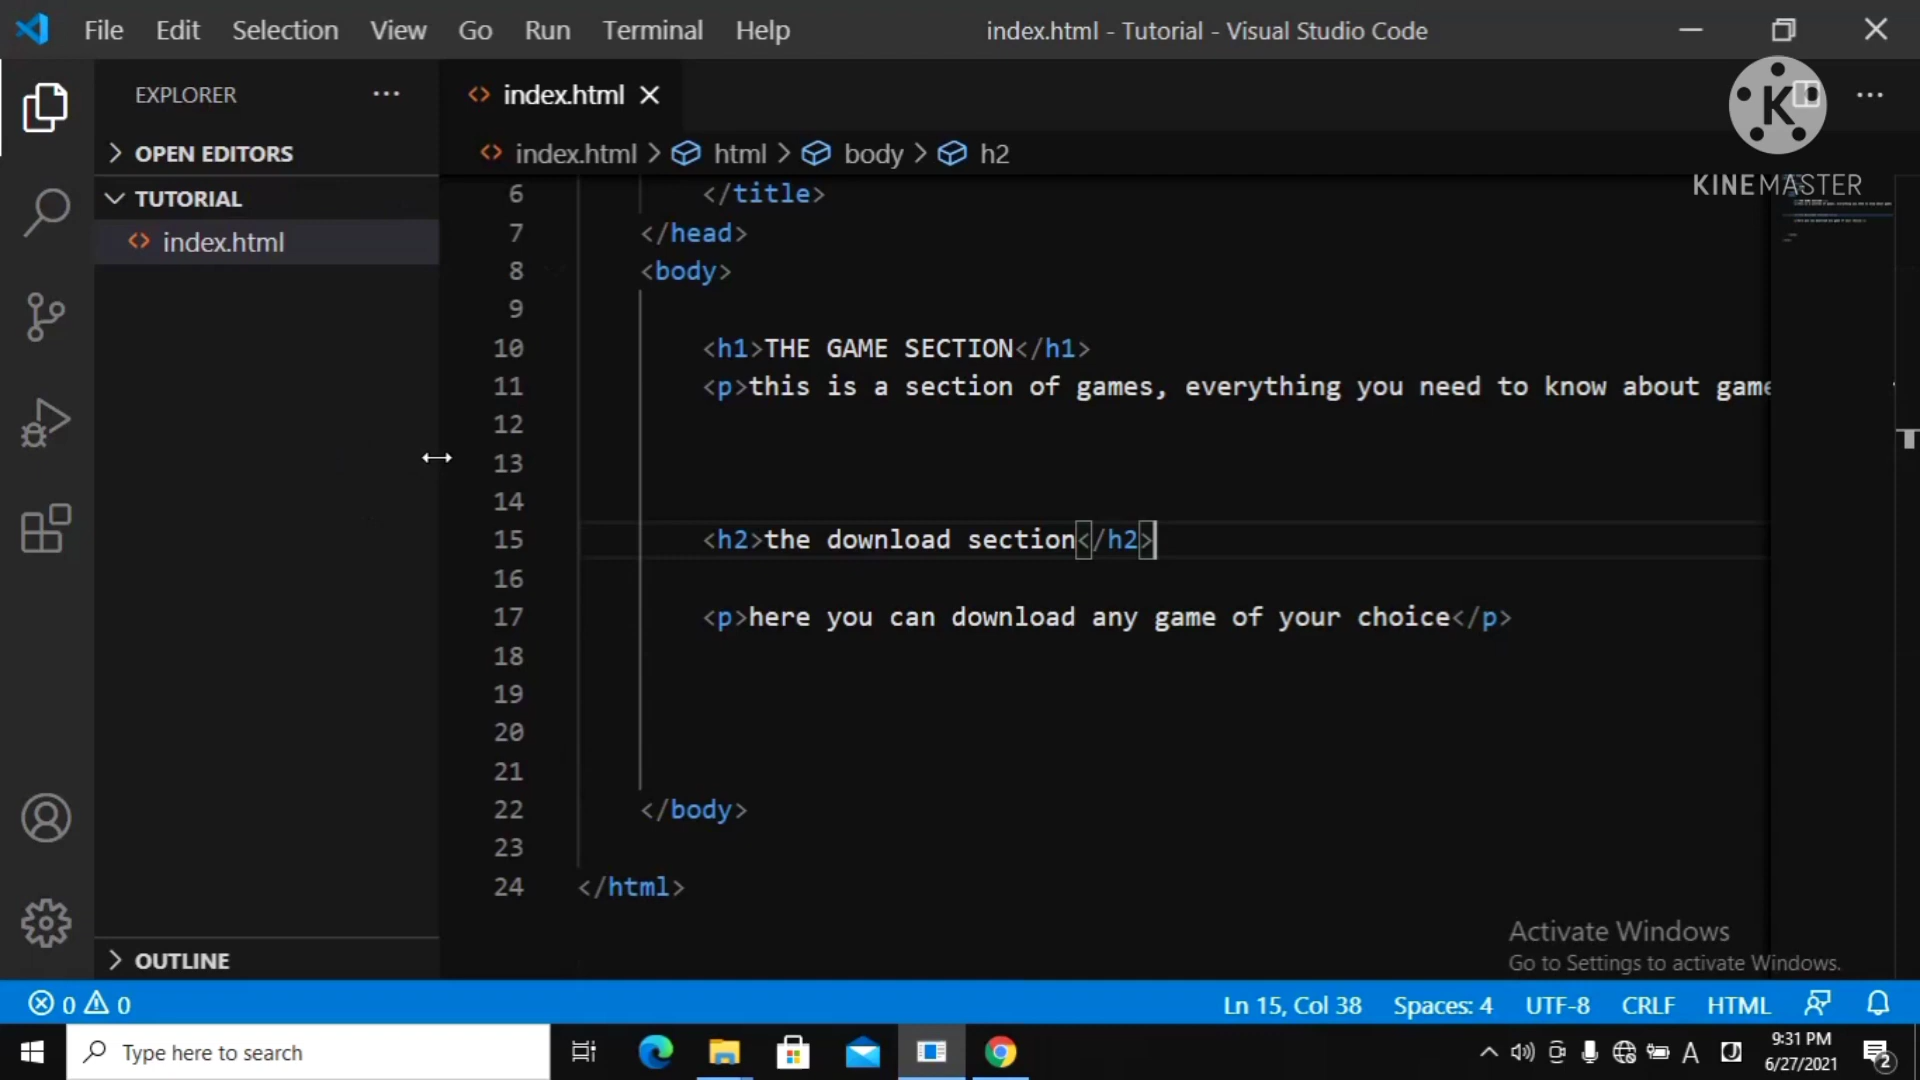 File Edit Selection View Go Run Terminal Help index.html - Tutorial - Visual Studio Code
EXPLORER
index.html
K
OPEN EDITORS
index.html > html > body > h2
KINEMASTER
TUTORIAL
index.html
6 </title>
7 </head>
8 <body>
9
10 <h1>THE GAME SECTION</h1>
11 <p>this is a section of games, everything you need to know about game
12
13
14
15 <h2>the download section</h2>
16
17 <p>here you can download any game of your choice</p>
18
19
20
21
22 </body>
23
24 </html>
Activate Windows
Go to Settings to activate Windows.
OUTLINE
0 0 Ln 15, Col 38 Spaces: 4 UTF-8 CRLF HTML
Type here to search
A
9:31 PM
6/27/2021
2